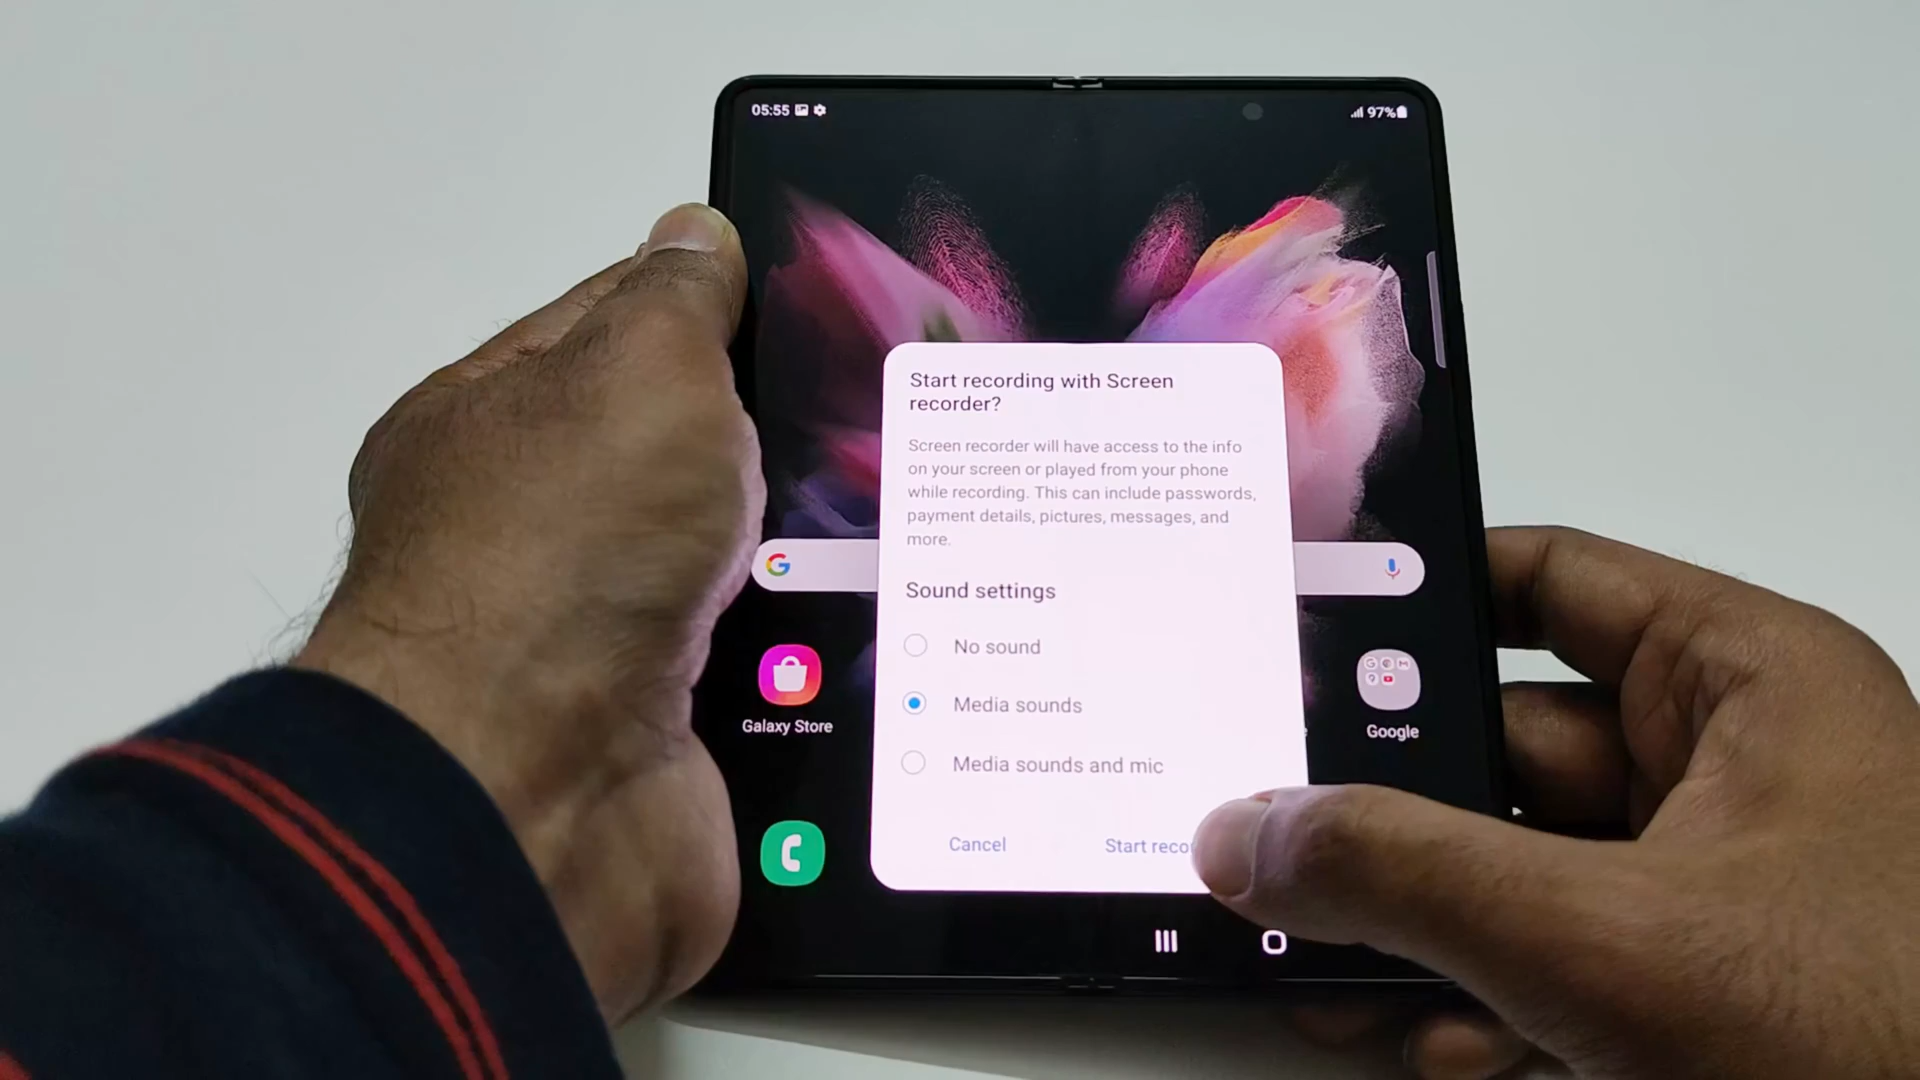 05:55
97%
Start recording with Screen
recorder?
Screen recorder will have access to the info
on your screen or played from your phone
while recording. This can include passwords,
payment details, pictures, messages, and
more.
Sound settings
No sound
Media sounds
Media sounds and mic
Cancel
Start
Galaxy Store
Google